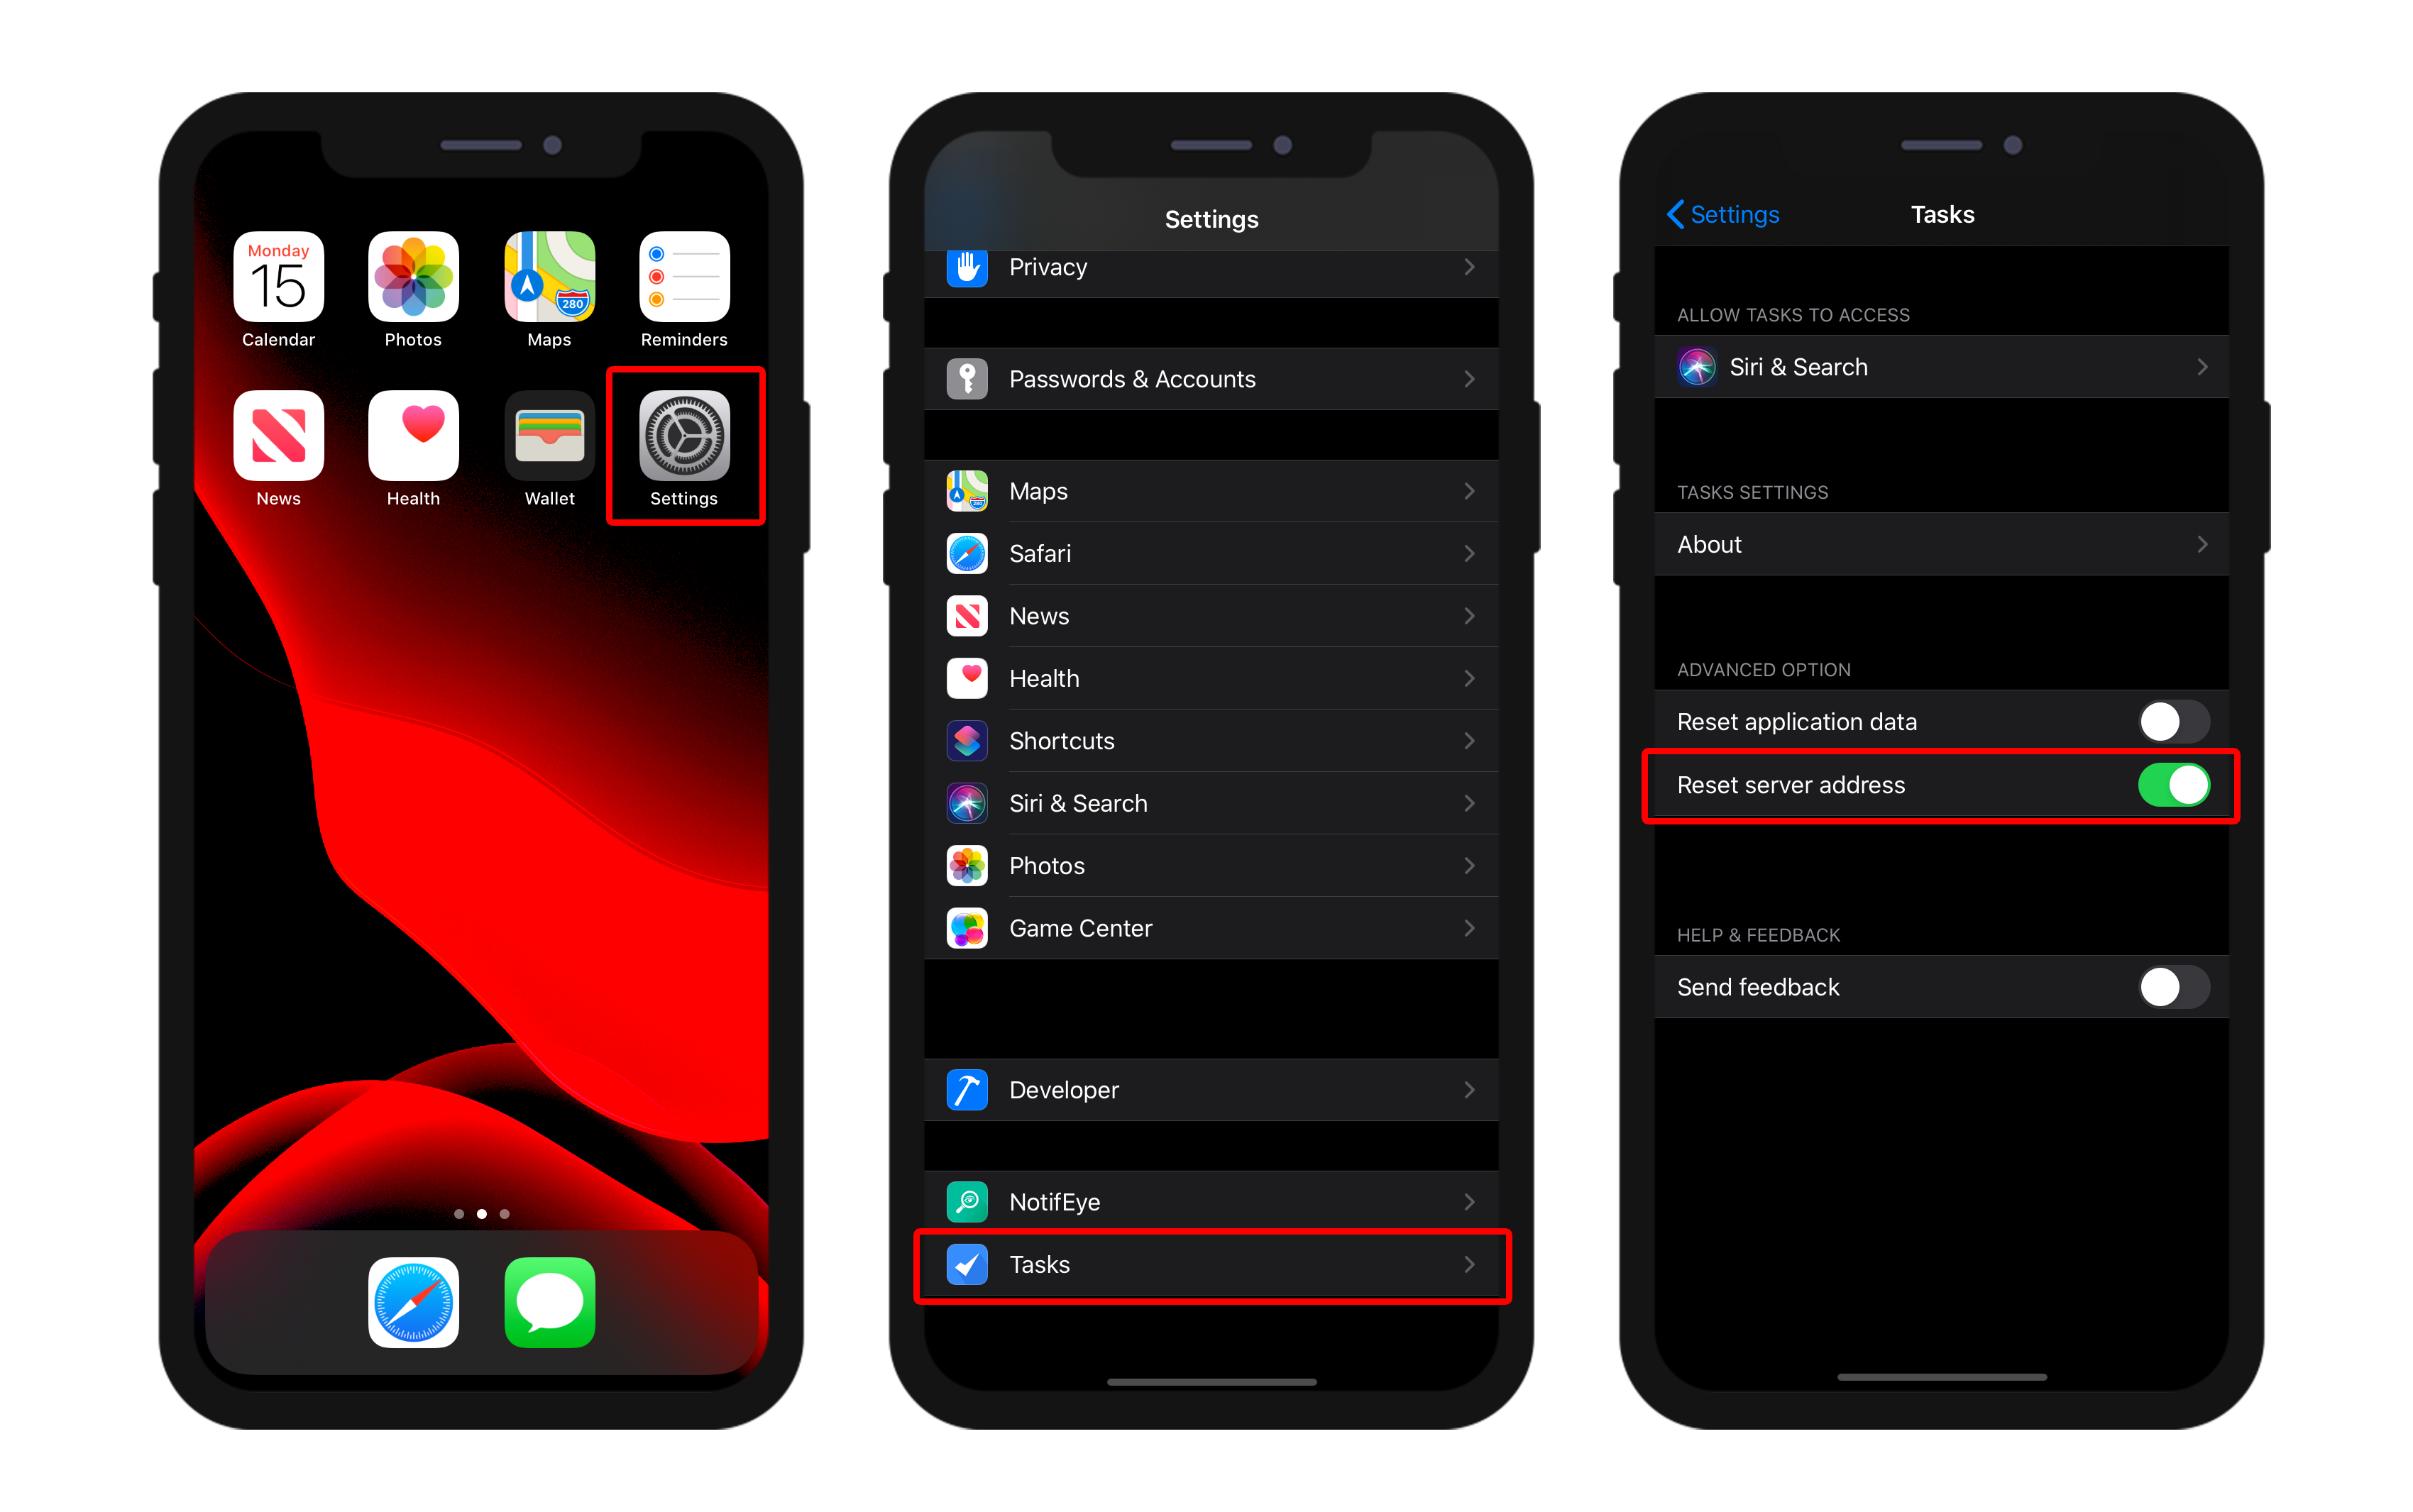 Monday
15
280
Calendar
Photos
Maps
Reminders
News
Health
Wallet
Settings
Settings
Privacy
Passwords & Accounts
Maps
Safari
News
Health
Shortcuts
Siri & Search
Photos
Game Center
Developer
NotifEye
Tasks
Settings
Tasks
ALLOW TASKS TO ACCESS
Siri & Search
TASKS SETTINGS
About
ADVANCED OPTION
Reset application data
Reset server address
HELP & FEEDBACK
Send feedback